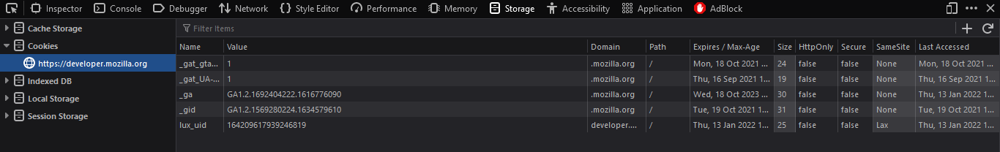 Inspector Console Debugger Network Style Editor Performance Memory Storage Accessibility Application AdBlock
Cache Storage
Cookies
https://developer.mozilla.org
Indexed DB
Local Storage
Session Storage
Filter Items
Name Value Domain Path Expires / Max-Age Size HttpOnly Secure SameSite Last Accessed
_gat_gta... 1 .mozilla.org / Mon, 18 Oct 2021 ... 24 false false None Mon, 18 Oct 2021 ...
_gat_UA-... 1 .mozilla.org / Thu, 16 Sep 2021 1... 19 false false None Thu, 16 Sep 2021 1...
_ga GA1.2.1692404222.1616776090 .mozilla.org / Wed, 18 Oct 2023 ... 30 false false None Thu, 13 Jan 2022 1...
_gid GA1.2.1569280224.1634579610 .mozilla.org / Tue, 19 Oct 2021 1... 31 false false None Tue, 19 Oct 2021 1...
lux_uid 164209617939246819 developer.... / Thu, 13 Jan 2022 1... 25 false false Lax Thu, 13 Jan 2022 1...